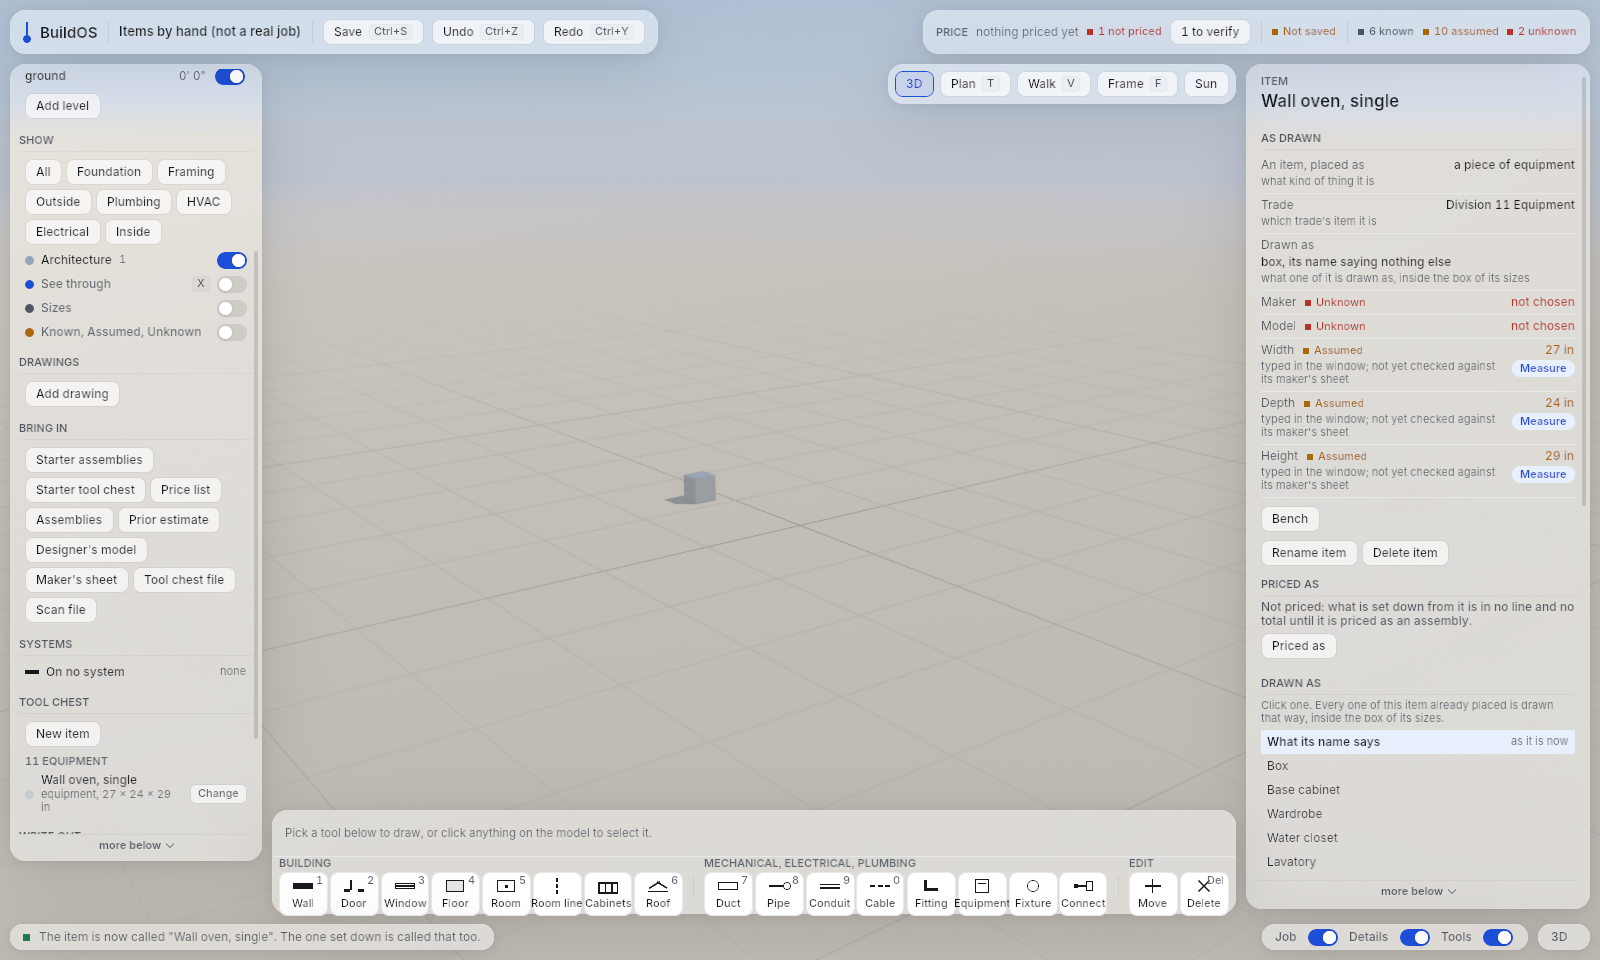 BuildOS
Items by hand (not a real job)
Save Ctrl+S
Undo Ctrl+Z
Redo Ctrl+Y
PRICE nothing priced yet 1 not priced 1 to verify Not saved 6 known 10 assumed 2 unknown
ground 0' 0"
Add level
SHOW
All Foundation Framing
Outside Plumbing HVAC
Electrical Inside
Architecture 1
See through X
Sizes
Known, Assumed, Unknown
DRAWINGS
Add drawing
BRING IN
Starter assemblies
Starter tool chest Price list
Assemblies Prior estimate
Designer's model
Maker's sheet Tool chest file
Scan file
SYSTEMS
On no system none
TOOL CHEST
New item
11 EQUIPMENT
Wall oven, single
equipment, 27 × 24 × 29
in
Change
more below
3D Plan T Walk V Frame F Sun
ITEM
Wall oven, single
AS DRAWN
An item, placed as a piece of equipment
what kind of thing it is
Trade Division 11 Equipment
which trade's item it is
Drawn as
box, its name saying nothing else
what one of it is drawn as, inside the box of its sizes
Maker Unknown not chosen
Model Unknown not chosen
Width Assumed 27 in
typed in the window; not yet checked against
its maker's sheet
Measure
Depth Assumed 24 in
typed in the window; not yet checked against
its maker's sheet
Measure
Height Assumed 29 in
typed in the window; not yet checked against
its maker's sheet
Measure
Bench
Rename item Delete item
PRICED AS
Not priced: what is set down from it is in no line and no
total until it is priced as an assembly.
Priced as
DRAWN AS
Click one. Every one of this item already placed is drawn
that way, inside the box of its sizes.
What its name says as it is now
Box
Base cabinet
Wardrobe
Water closet
Lavatory
more below
Pick a tool below to draw, or click anything on the model to select it.
BUILDING
1 Wall
2 Door
3 Window
4 Floor
5 Room
Room line
Cabinets
6 Roof
MECHANICAL, ELECTRICAL, PLUMBING
7 Duct
8 Pipe
9 Conduit
0 Cable
Fitting
Equipment
Fixture
Connect
EDIT
Move
Del Delete
The item is now called "Wall oven, single". The one set down is called that too.
Job Details Tools 3D